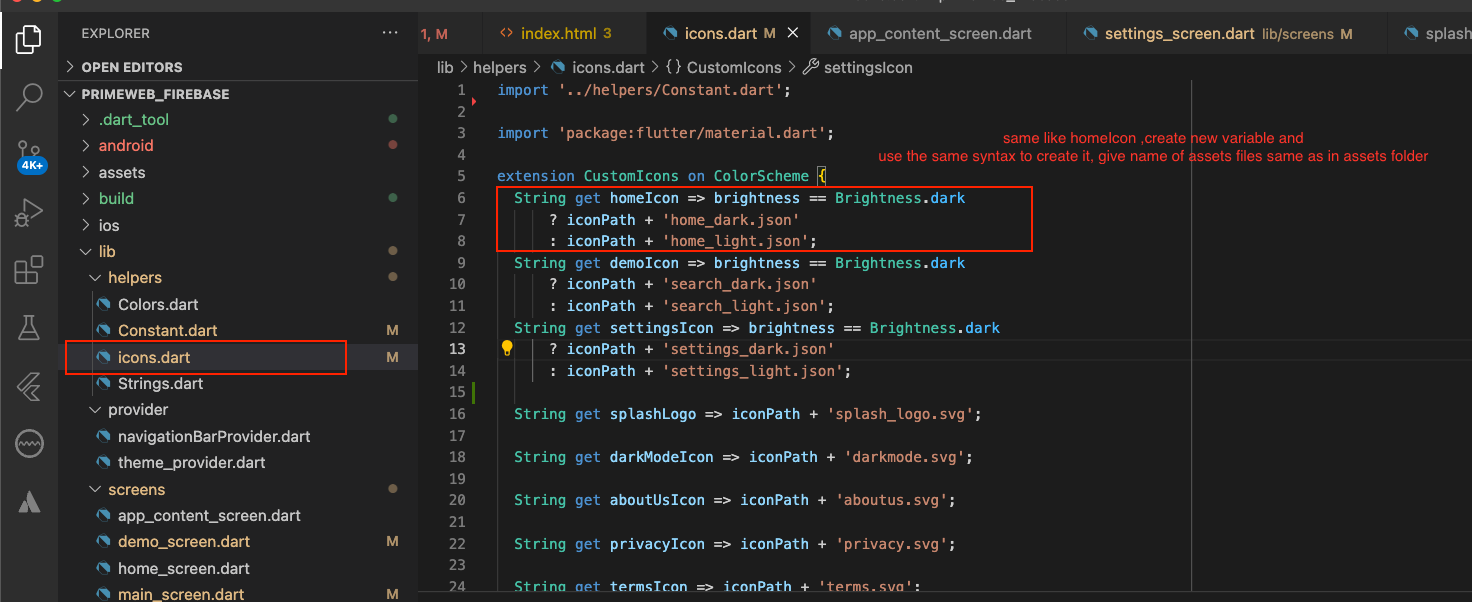 EXPLORER
OPEN EDITORS
PRIMEWEB_FIREBASE
.dart_tool
android
assets
build
ios
lib
helpers
Colors.dart
Constant.dart M
icons.dart M
Strings.dart
provider
navigationBarProvider.dart
theme_provider.dart
screens
app_content_screen.dart
demo_screen.dart M
home_screen.dart
main_screen.dart M
4K+
1, M <> index.html 3 icons.dart M app_content_screen.dart settings_screen.dart lib/screens M splash
lib > helpers > icons.dart > {} CustomIcons > settingsIcon
1 import '../helpers/Constant.dart';
2
3 import 'package:flutter/material.dart';
same like homeIcon ,create new variable and
use the same syntax to create it, give name of assets files same as in assets folder
4
5 extension CustomIcons on ColorScheme {
6 String get homeIcon => brightness == Brightness.dark
7 ? iconPath + 'home_dark.json'
8 : iconPath + 'home_light.json';
9 String get demoIcon => brightness == Brightness.dark
10 ? iconPath + 'search_dark.json'
11 : iconPath + 'search_light.json';
12 String get settingsIcon => brightness == Brightness.dark
13 ? iconPath + 'settings_dark.json'
14 : iconPath + 'settings_light.json';
15
16 String get splashLogo => iconPath + 'splash_logo.svg';
17
18 String get darkModeIcon => iconPath + 'darkmode.svg';
19
20 String get aboutUsIcon => iconPath + 'aboutus.svg';
21
22 String get privacyIcon => iconPath + 'privacy.svg';
23
24 String get termsIcon => iconPath + 'terms.svg';